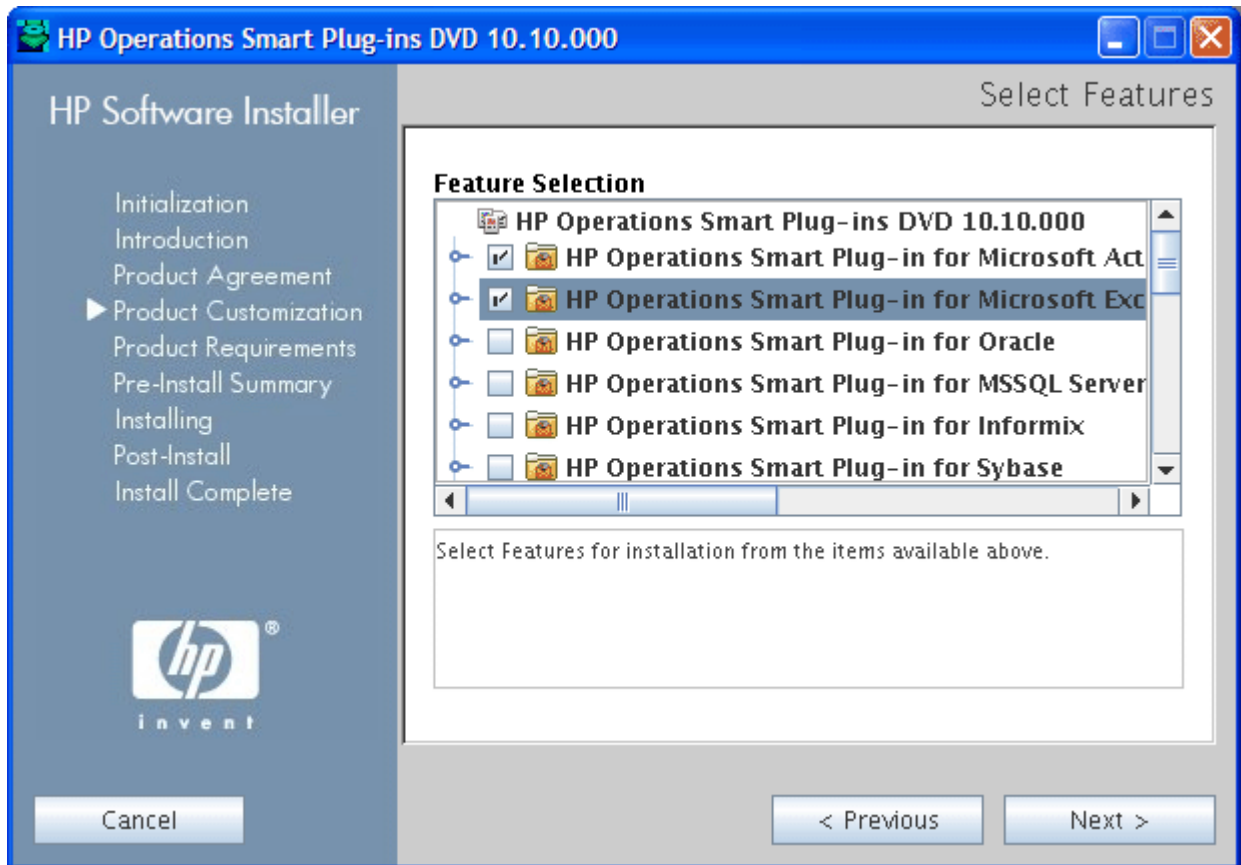 HP Operations Smart Plug-ins DVD 10.10.000
HP Software Installer
Initialization
Introduction
Product Agreement
Product Customization
Product Requirements
Pre-Install Summary
Installing
Post-Install
Install Complete
hp
®
invent
Cancel
Select Features
Feature Selection
HP Operations Smart Plug-ins DVD 10.10.000
HP Operations Smart Plug-in for Microsoft Act
HP Operations Smart Plug-in for Microsoft Exc
HP Operations Smart Plug-in for Oracle
HP Operations Smart Plug-in for MSSQL Server
HP Operations Smart Plug-in for Informix
HP Operations Smart Plug-in for Sybase
Select Features for installation from the items available above.
< Previous
Next >